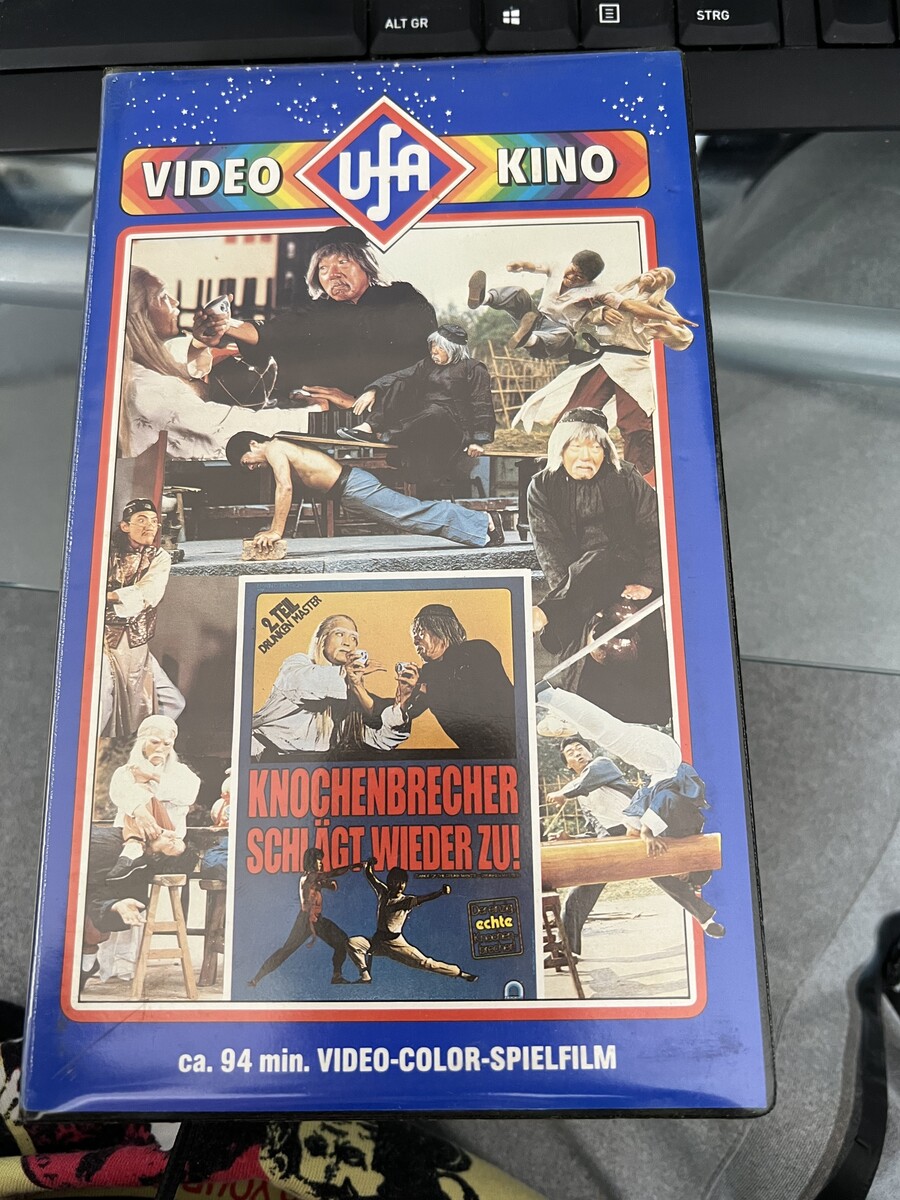 ALT GR
STRG
VIDEO
UfA
KINO
2. TEIL
DRUNKEN MASTER
KNOCHENBRECHER
SCHLÄGT WIEDER ZU!
echte
ca. 94 min. VIDEO-COLOR-SPIELFILM
YOUR